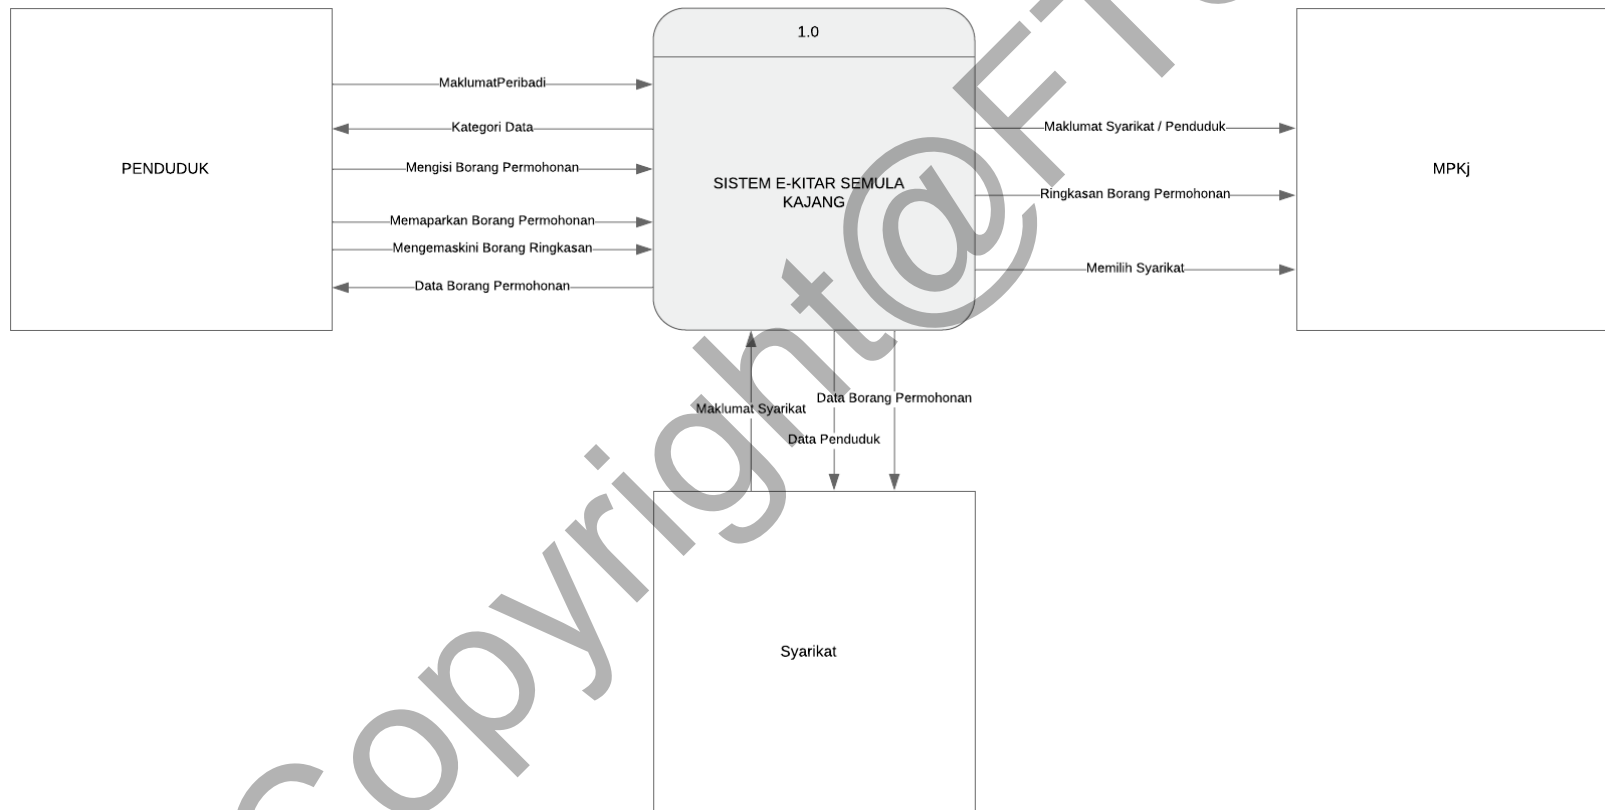 1.0
MaklumatPeribadi
Kategori Data
Maklumat Syarikat / Penduduk
PENDUDUK
Mengisi Borang Permohonan
MPKj
SISTEM E-KITAR SEMULA
KAJANG
Ringkasan Borang Permohonan
Memaparkan Borang Permohonan
Mengemaskini Borang Ringkasan
Memilih Syarikat
Data Borang Permohonan
Data Borang Permohonan
Maklumat Syarikat
Data Penduduk
Syarikat
Copyright@FT